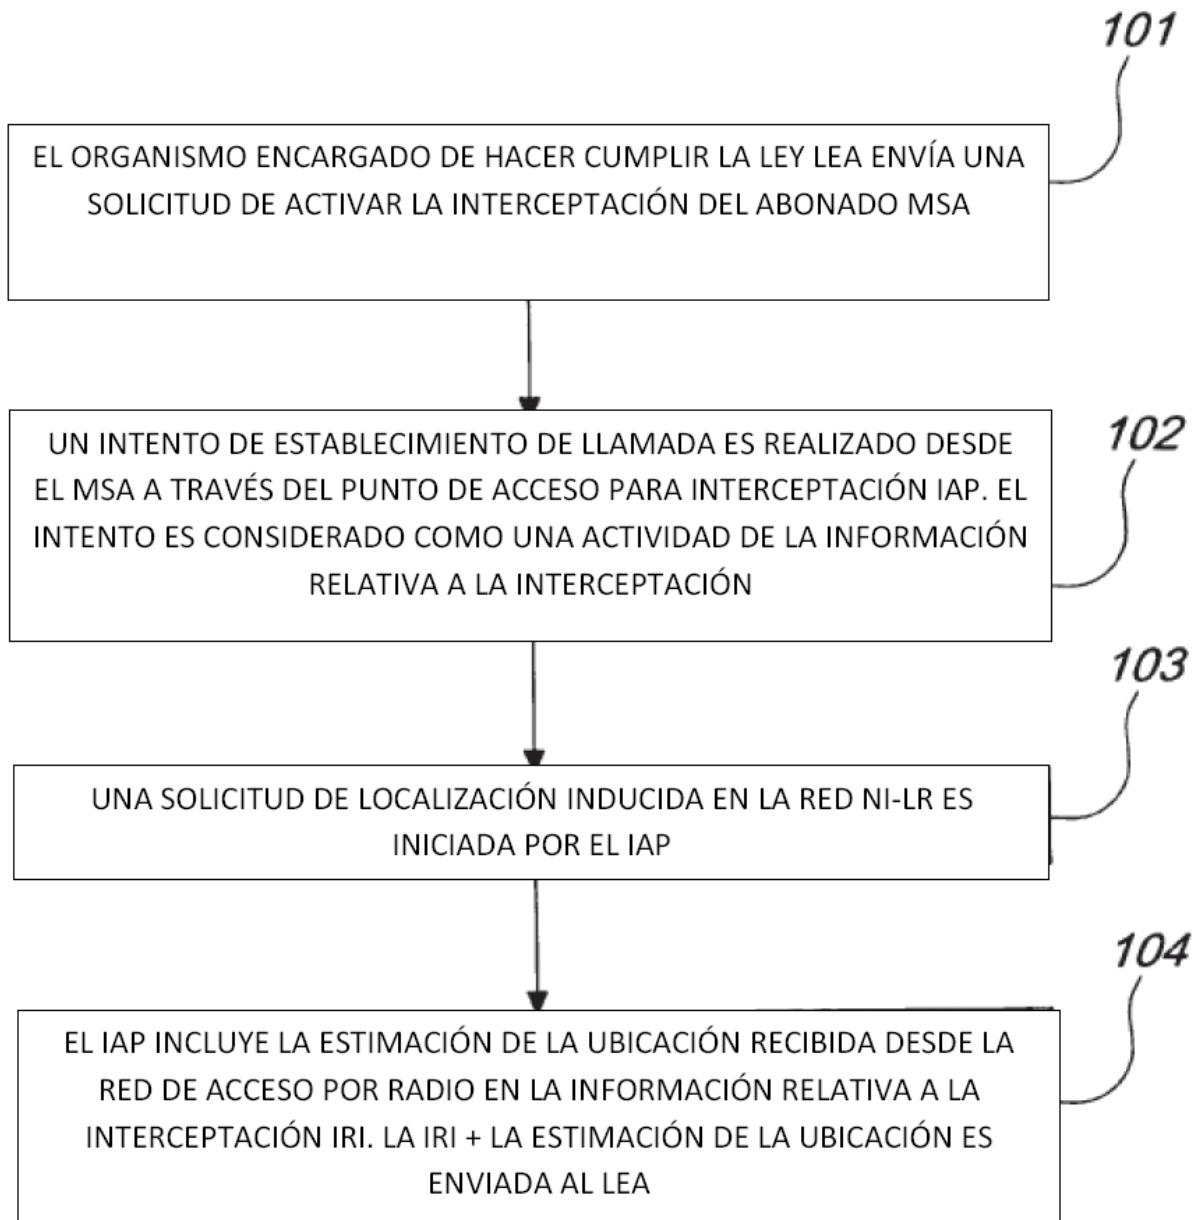 101
EL ORGANISMO ENCARGADO DE HACER CUMPLIR LA LEY LEA ENVÍA UNA
SOLICITUD DE ACTIVAR LA INTERCEPTACIÓN DEL ABONADO MSA
102
UN INTENTO DE ESTABLECIMIENTO DE LLAMADA ES REALIZADO DESDE
EL MSA A TRAVÉS DEL PUNTO DE ACCESO PARA INTERCEPTACIÓN IAP. EL
INTENTO ES CONSIDERADO COMO UNA ACTIVIDAD DE LA INFORMACIÓN
RELATIVA A LA INTERCEPTACIÓN
103
UNA SOLICITUD DE LOCALIZACIÓN INDUCIDA EN LA RED NI-LR ES
INICIADA POR EL IAP
104
EL IAP INCLUYE LA ESTIMACIÓN DE LA UBICACIÓN RECIBIDA DESDE LA
RED DE ACCESO POR RADIO EN LA INFORMACIÓN RELATIVA A LA
INTERCEPTACIÓN IRI. LA IRI + LA ESTIMACIÓN DE LA UBICACIÓN ES
ENVIADA AL LEA